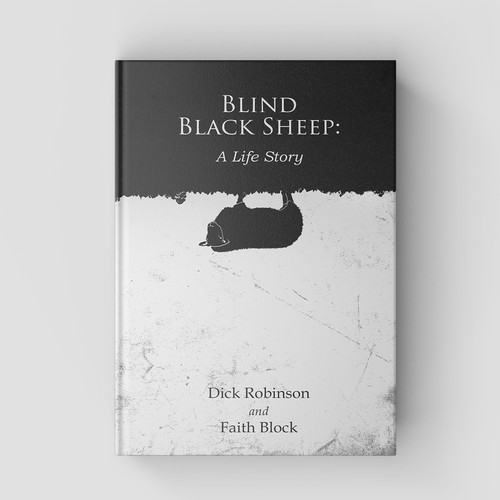 BLIND
BLACK SHEEP:
A Life Story
Dick Robinson
and
Faith Block